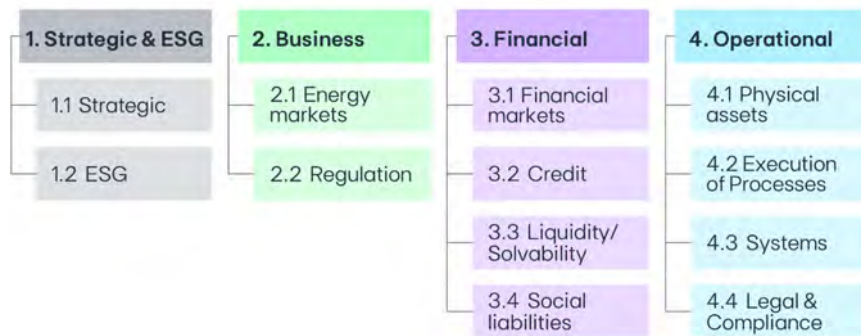 1. Strategic & ESG
1.1 Strategic
1.2 ESG
2. Business
2.1 Energy
markets
2.2 Regulation
3. Financial
3.1 Financial
markets
3.2 Credit
3.3 Liquidity/
Solvability
3.4 Social
liabilities
4. Operational
4.1 Physical
assets
4.2 Execution
of Processes
4.3 Systems
4.4 Legal &
Compliance